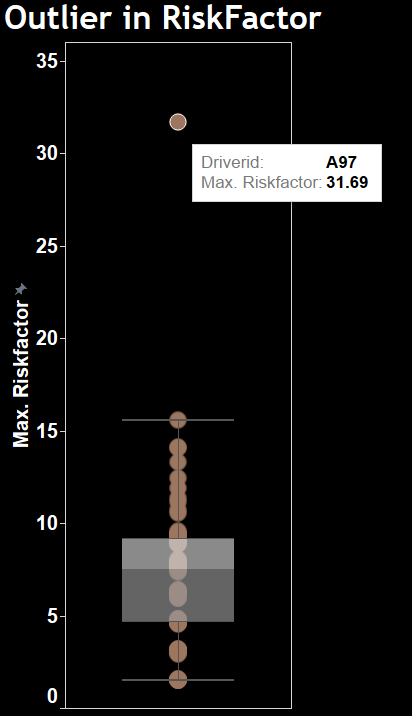 Outlier in RiskFactor
35
30
Driverid: A97
Max. Riskfactor: 31.69
25
20
Max. Riskfactor
15
10
5
0